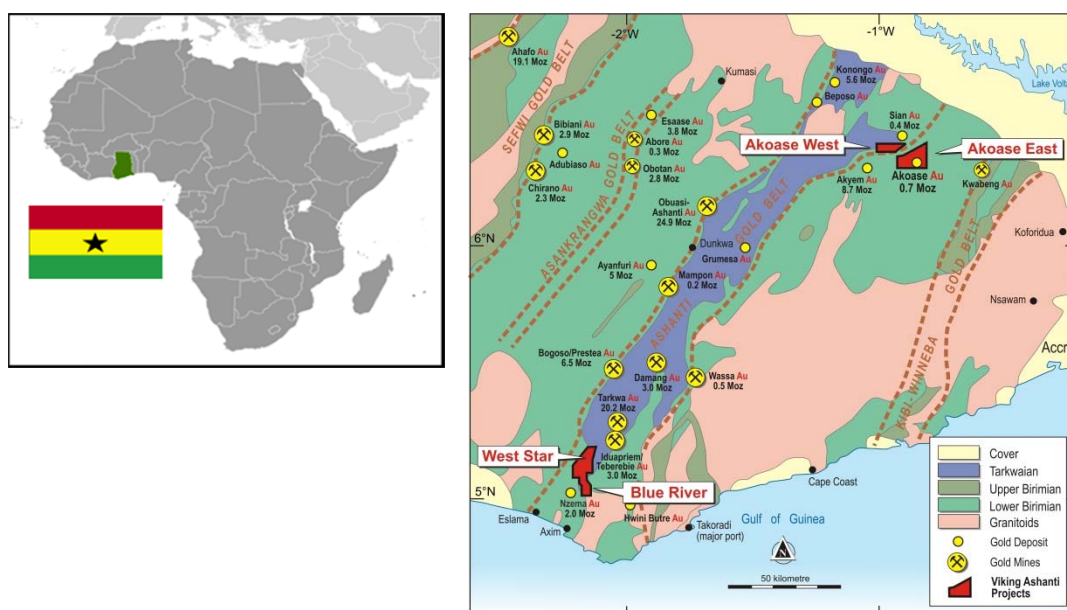 -2°W
-1°W
Ahafo Au
19.1 Moz
SEFWI GOLD BELT
Bibiani Au
2.9 Moz
Adubiaso Au
Chirano Au
2.3 Moz
ASANKRANGWA GOLD BELT
Esaase Au
3.8 Moz
Abore Au
0.3 Moz
Obotan Au
2.8 Moz
Kumasi
Konongo Au
5.6 Moz
Beposo Au
Lake Volt
Sian Au
0.4 Moz
Akoase West
Akoase East
Akoase Au
0.7 Moz
Akyem Au
8.7 Moz
Kwabeng Au
Obuasi-
Ashanti Au
24.9 Moz
6°N
Dunkwa
Grumesa Au
Koforidua
Ayanfuri Au
5 Moz
Mampon Au
0.2 Moz
ASHANTI GOLD BELT
KIBI-WINNEBA GOLD BELT
Nsawam
Accr
Bogoso/Prestea Au
6.5 Moz
Damang Au
3.0 Moz
Wassa Au
0.5 Moz
Tarkwa Au
20.2 Moz
West Star
Iduapriem/
Teberebie Au
3.0 Moz
Blue River
5°N
Nzema Au
2.0 Moz
Hwini Butre Au
Eslama
Axim
Takoradi
(major port)
Cape Coast
Gulf of Guinea
50 kilometre
Cover
Tarkwaian
Upper Birimian
Lower Birimian
Granitoids
Gold Deposit
Gold Mines
Viking Ashanti
Projects